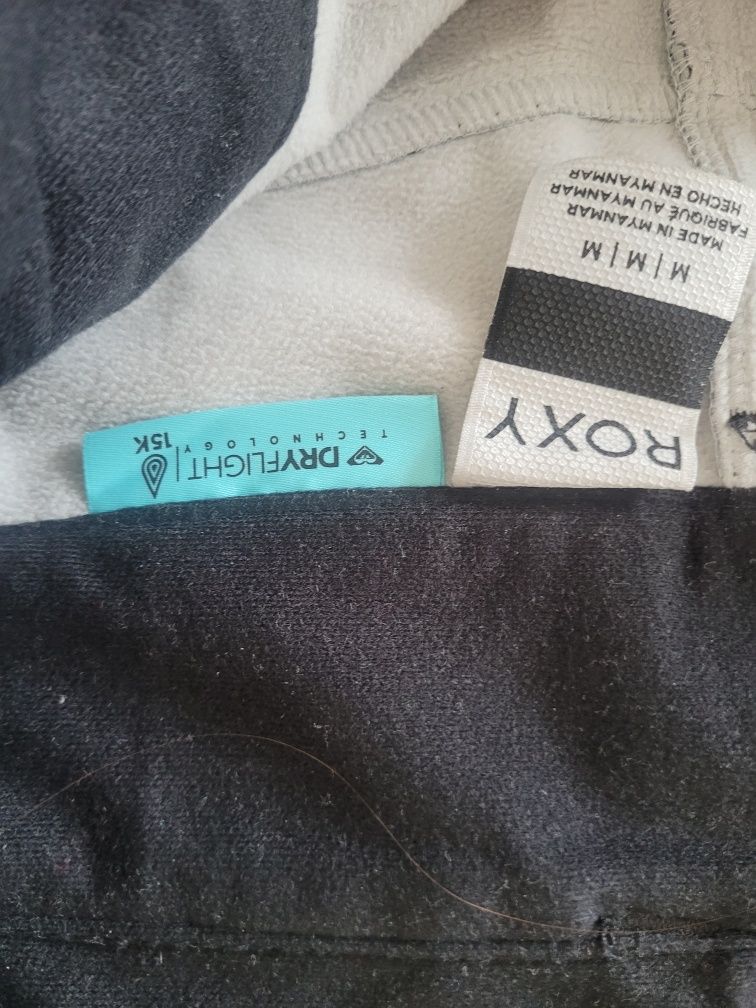 ROXY
M | M | M
MADE IN MYANMAR
FABRIQUÉ AU MYANMAR
HECHO EN MYANMAR
DRYFLIGHT | 15K
TECHNOLOGY